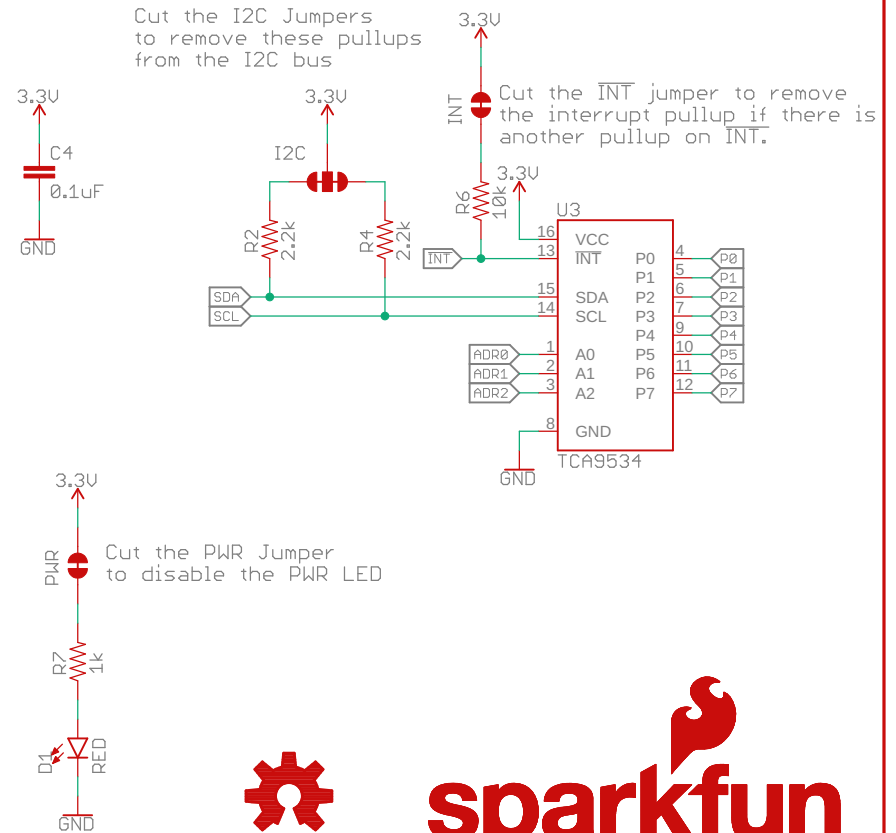 Cut the I2C Jumpers
to remove these pullups
from the I2C bus
3.3V
Cut the INT jumper to remove
the interrupt pullup if there is
another pullup on INT.
INT
3.3V
C4
0.1uF
GND
3.3V
I2C
R2
2.2k
R4
2.2k
R6
10k
3.3V
U3
16
VCC
INT
13
INT
P0
4
P0
P1
5
P1
SDA
15
SDA
P2
6
P2
SCL
14
SCL
P3
7
P3
P4
9
P4
ADR0
1
A0
P5
10
P5
ADR1
2
A1
P6
11
P6
ADR2
3
A2
P7
12
P7
8
GND
TCA9534
GND
3.3V
PWR
Cut the PWR Jumper
to disable the PWR LED
R7
1k
D1
RED
GND
sparkfun